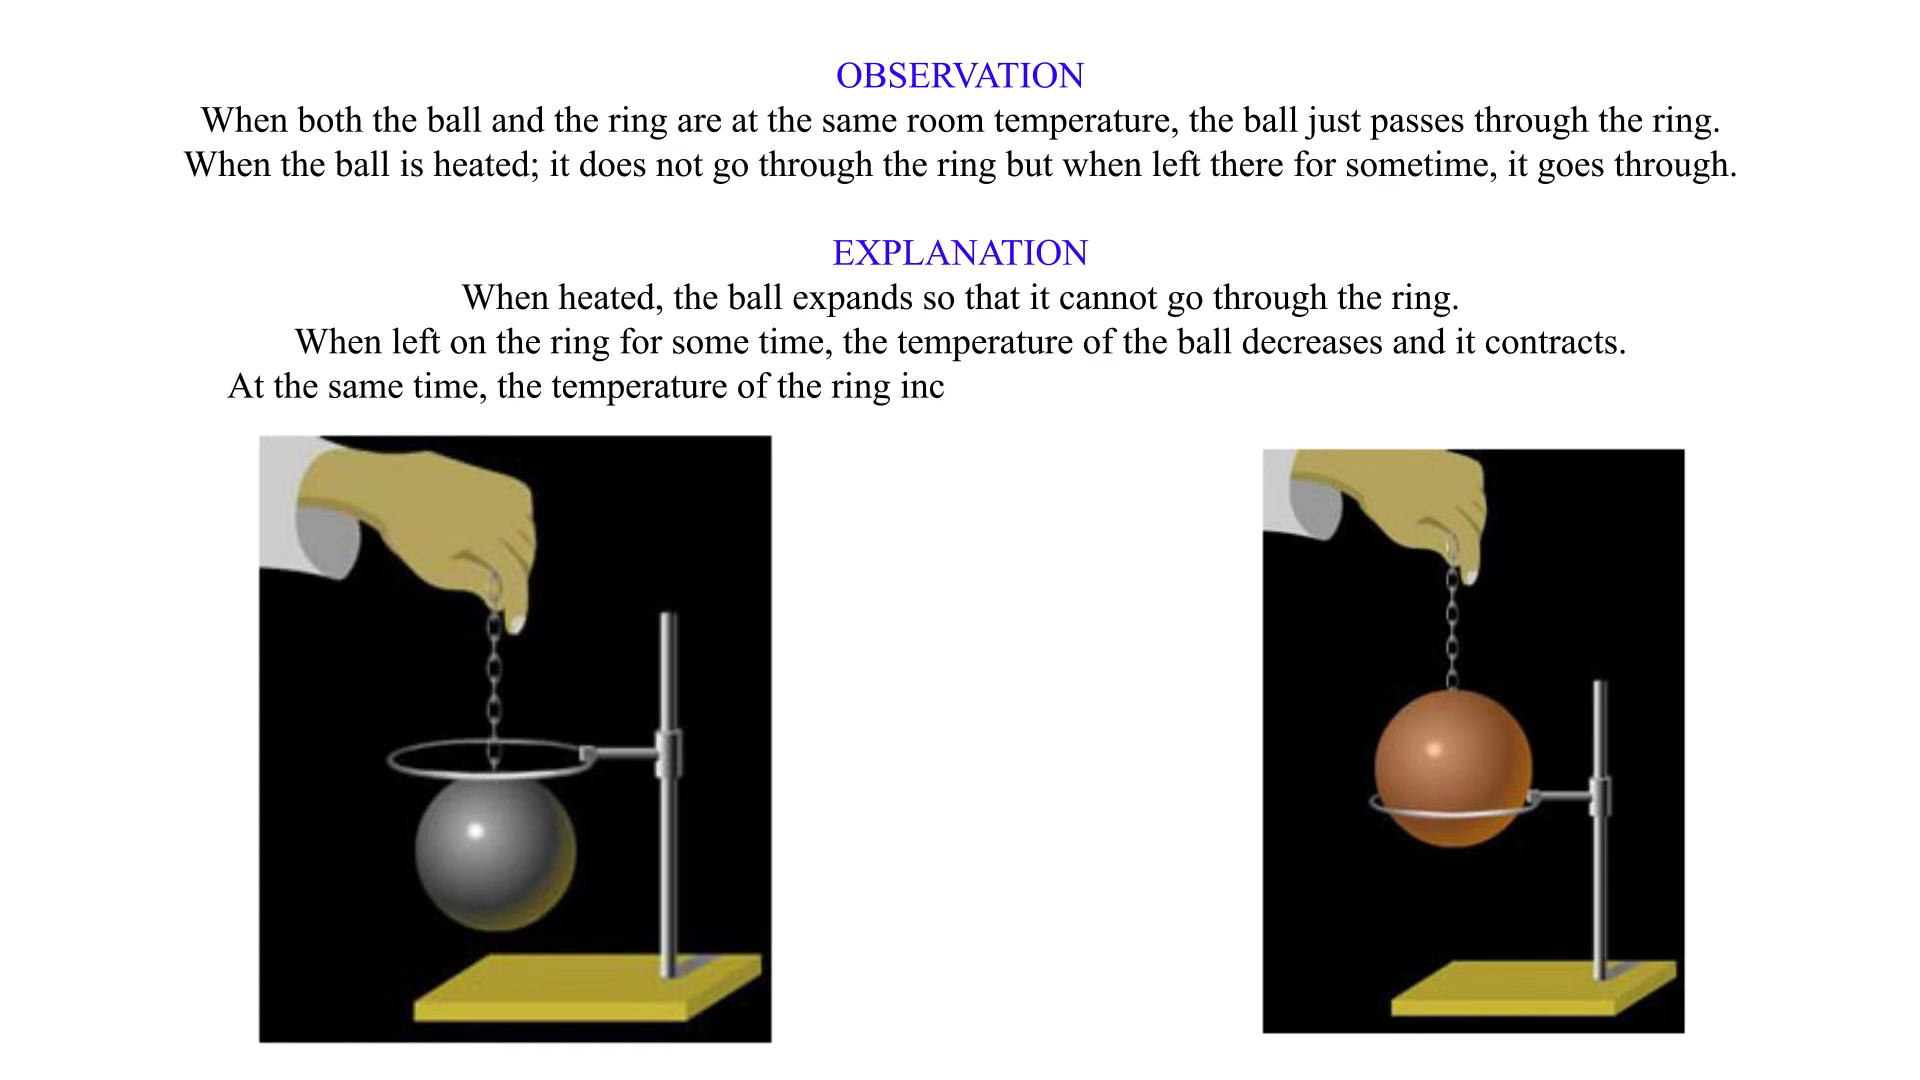 OBSERVATION
When both the ball and the ring are at the same room temperature, the ball just passes through the ring.
When the ball is heated; it does not go through the ring but when left there for sometime, it goes through.
EXPLANATION
When heated, the ball expands so that it cannot go through the ring.
When left on the ring for some time, the temperature of the ball decreases and it contracts.
At the same time, the temperature of the ring inc